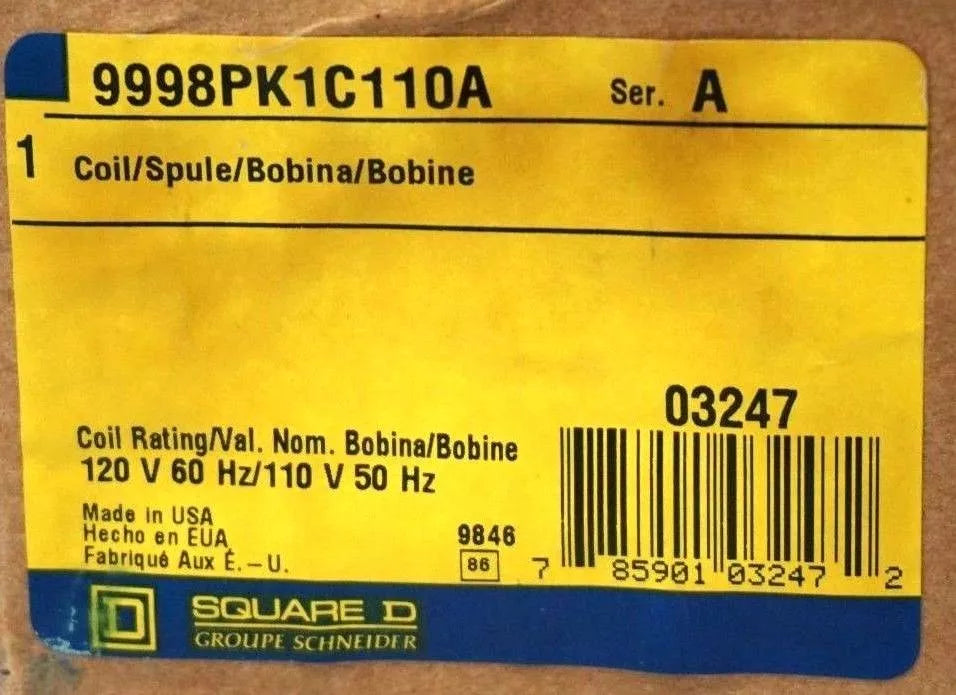 9998PK1C110A Ser. A
1 Coil/Spule/Bobina/Bobine
03247
Coil Rating/Val. Nom. Bobina/Bobine
120 V 60 Hz/110 V 50 Hz
Made in USA
Hecho en EUA
Fabriqué Aux É.-U.
9846
86
7 85901 03247 2
SQUARE D
GROUPE SCHNEIDER